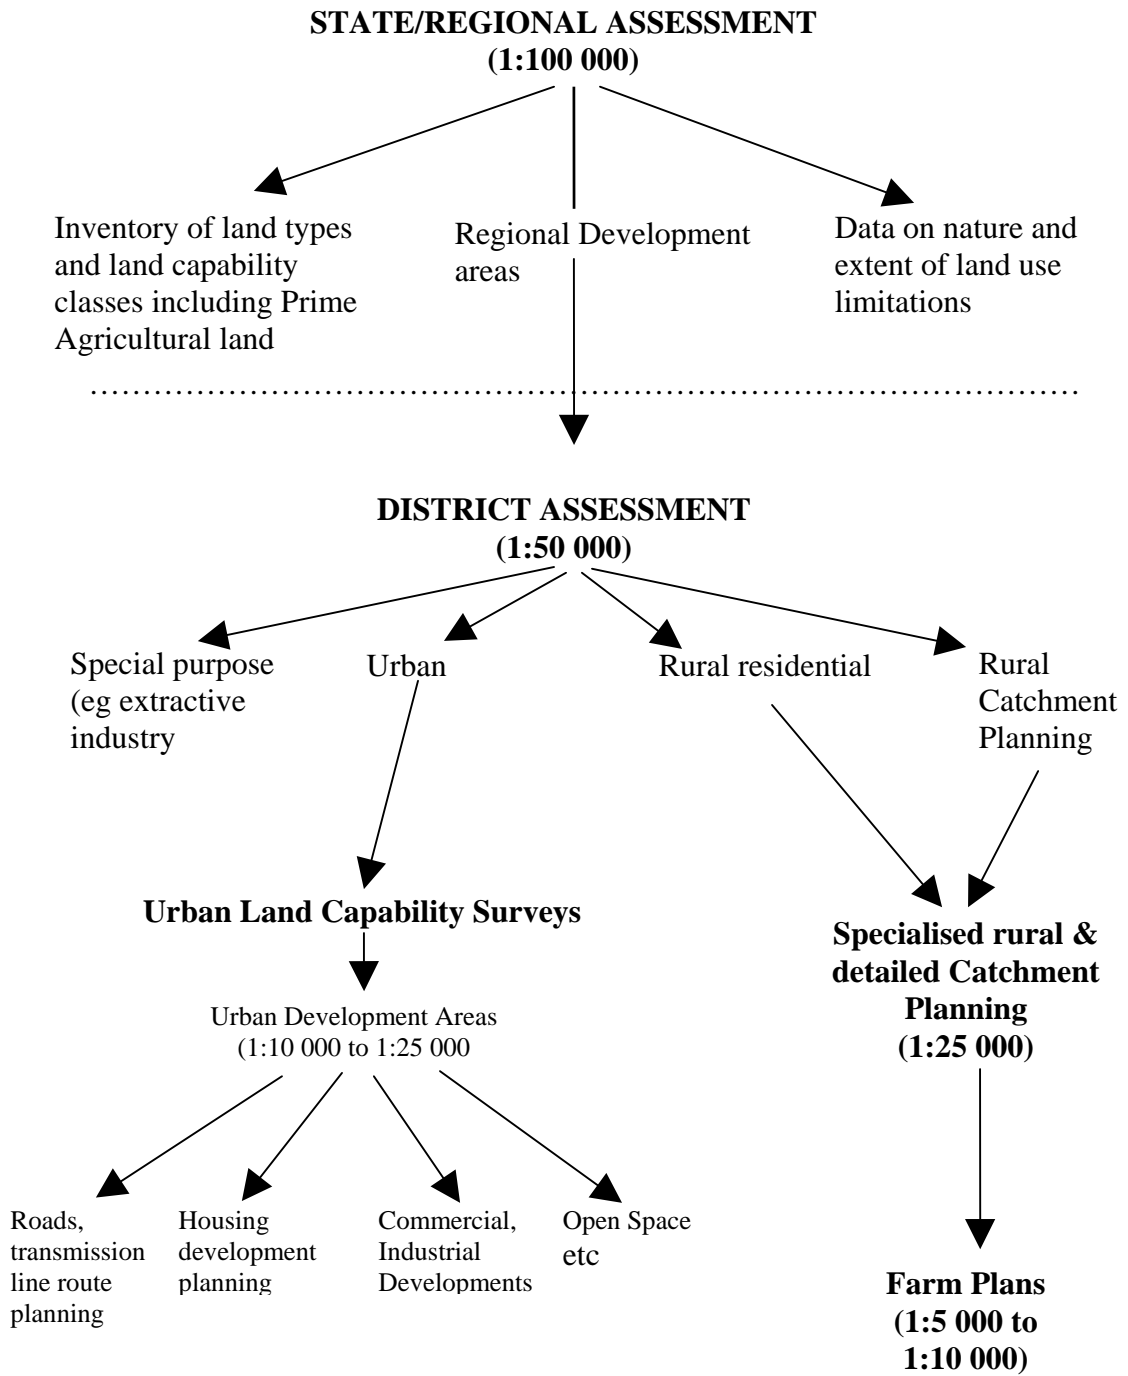 STATE/REGIONAL ASSESSMENT
(1:100 000)
Inventory of land types
and land capability
classes including Prime
Agricultural land
Regional Development
areas
Data on nature and
extent of land use
limitations
DISTRICT ASSESSMENT
(1:50 000)
Special purpose
(eg extractive
industry
Urban
Rural residential
Rural
Catchment
Planning
Urban Land Capability Surveys
Urban Development Areas
(1:10 000 to 1:25 000
Specialised rural &
detailed Catchment
Planning
(1:25 000)
Roads,
transmission
line route
planning
Housing
development
planning
Commercial,
Industrial
Developments
Open Space
etc
Farm Plans
(1:5 000 to
1:10 000)